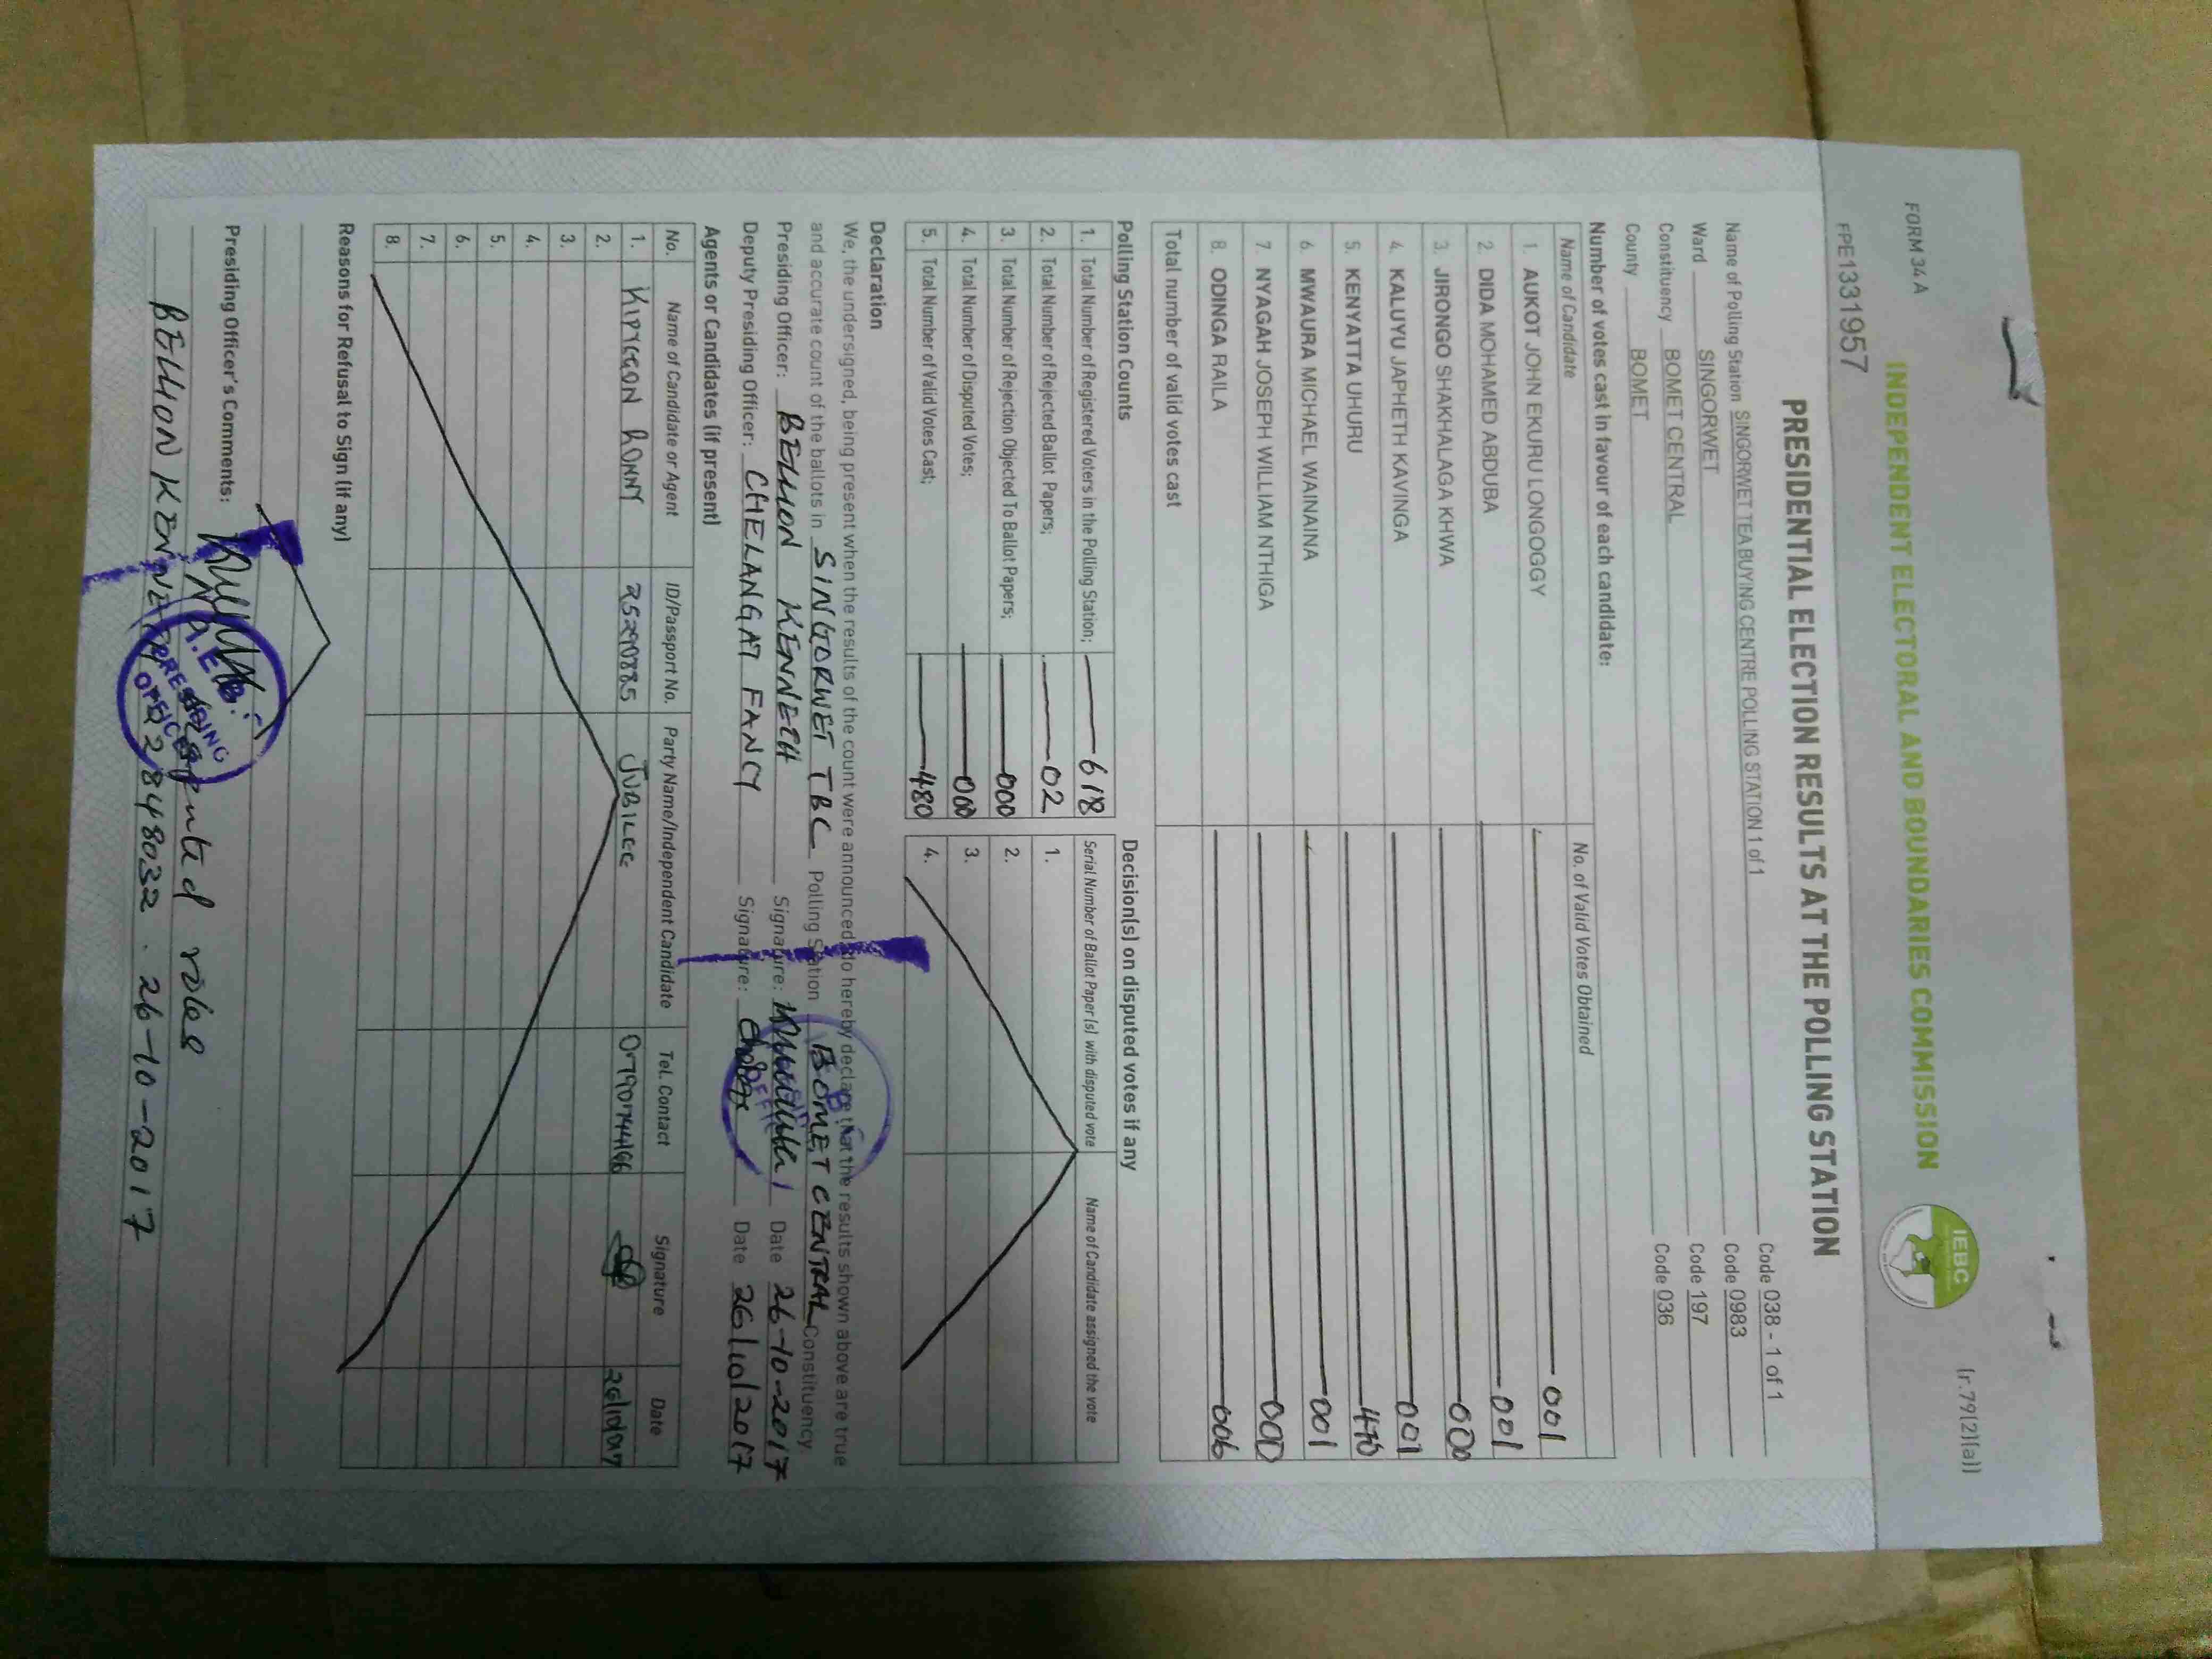 FORM 34 A
(r.79(2)(a))
INDEPENDENT ELECTORAL AND BOUNDARIES COMMISSION
IEBC
FPE1331957
PRESIDENTIAL ELECTION RESULTS AT THE POLLING STATION
Name of Polling Station SINGORWET TEA BUYING CENTRE POLLING STATION 1 of 1 Code 038 - 1 of 1
Ward SINGORWET Code 0983
Constituency BOMET CENTRAL Code 197
County BOMET Code 036
Number of votes cast in favour of each candidate:
Name of Candidate No. of Valid Votes Obtained
1. AUKOT JOHN EKURU LONGOGGY 001
2. DIDA MOHAMED ABDUBA 001
3. JIRONGO SHAKHALAGA KHWA 000
4. KALUYU JAPHETH KAVINGA 001
5. KENYATTA UHURU 470
6. MWAURA MICHAEL WAINAINA 001
7. NYAGAH JOSEPH WILLIAM NTHIGA 000
8. ODINGA RAILA 006
Total number of valid votes cast
Polling Station Counts
1. Total Number of Registered Voters in the Polling Station; 618
2. Total Number of Rejected Ballot Papers; 02
3. Total Number of Rejection Objected To Ballot Papers; 000
4. Total Number of Disputed Votes; 000
5. Total Number of Valid Votes Cast; 480
Decision(s) on disputed votes if any
Serial Number of Ballot Paper (s) with disputed vote Name of Candidate assigned the vote
1.
2.
3.
4.
Declaration
We, the undersigned, being present when the results of the count were announced do hereby declare that the results shown above are true
and accurate count of the ballots in SINGORWET TBC Polling Station BOMET CENTRAL Constituency
Presiding Officer: BELLION KENNETH Signature: Date 26-10-2017
Deputy Presiding Officer: CHELANGAT FANCY Signature: Date 26/10/2017
Agents or Candidates (if present)
No. Name of Candidate or Agent ID/Passport No. Party Name/Independent Candidate Tel. Contact Signature Date
1. KIPYEGON RONNY 25290885 JUBILEE 0790744166 26/10/2017
2.
3.
4.
5.
6.
7.
8.
Reasons for Refusal to Sign (if any)
Presiding Officer's Comments:
roles
BELLION KENNETH 26-10-2017